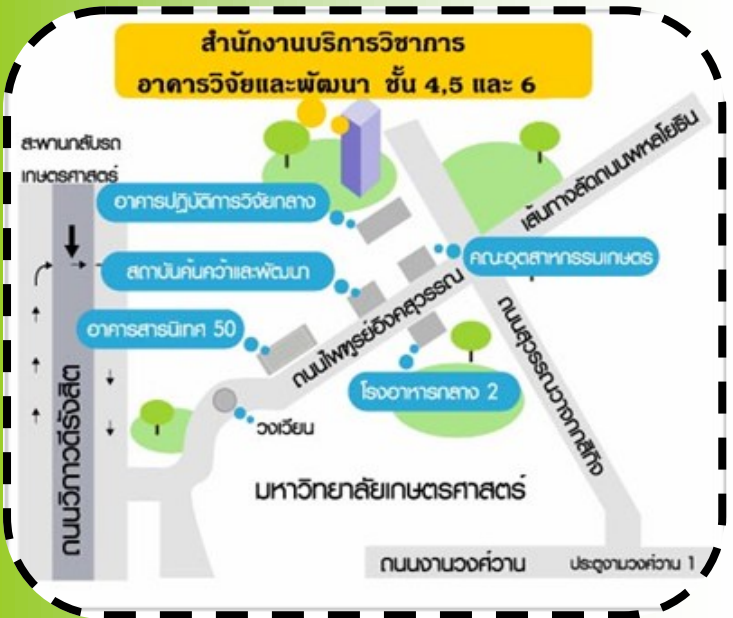 สำนักงานบริการวิชาการ
อาคารวิจัยและพัฒนา ชั้น 4,5 และ 6
สะพานกลับรถ
เกษตรศาสตร์
อาคารปฏิบัติการวิจัยกลาง
เส้นทางลัดถนนพหลโยธิน
สถาบันค้นคว้าและพัฒนา
คณะอุตสาหกรรมเกษตร
อาคารสารนิเทศ 50
ถนนไพฑูรย์อิงคสุวรรณ
ถนนสุวรรณวาจกกสิกิจ
โรงอาหารกลาง 2
ถนนวิภาวดีรังสิต
วงเวียน
มหาวิทยาลัยเกษตรศาสตร์
ถนนงานวงศ์วาน
ประตูงามวงศ์วาน 1